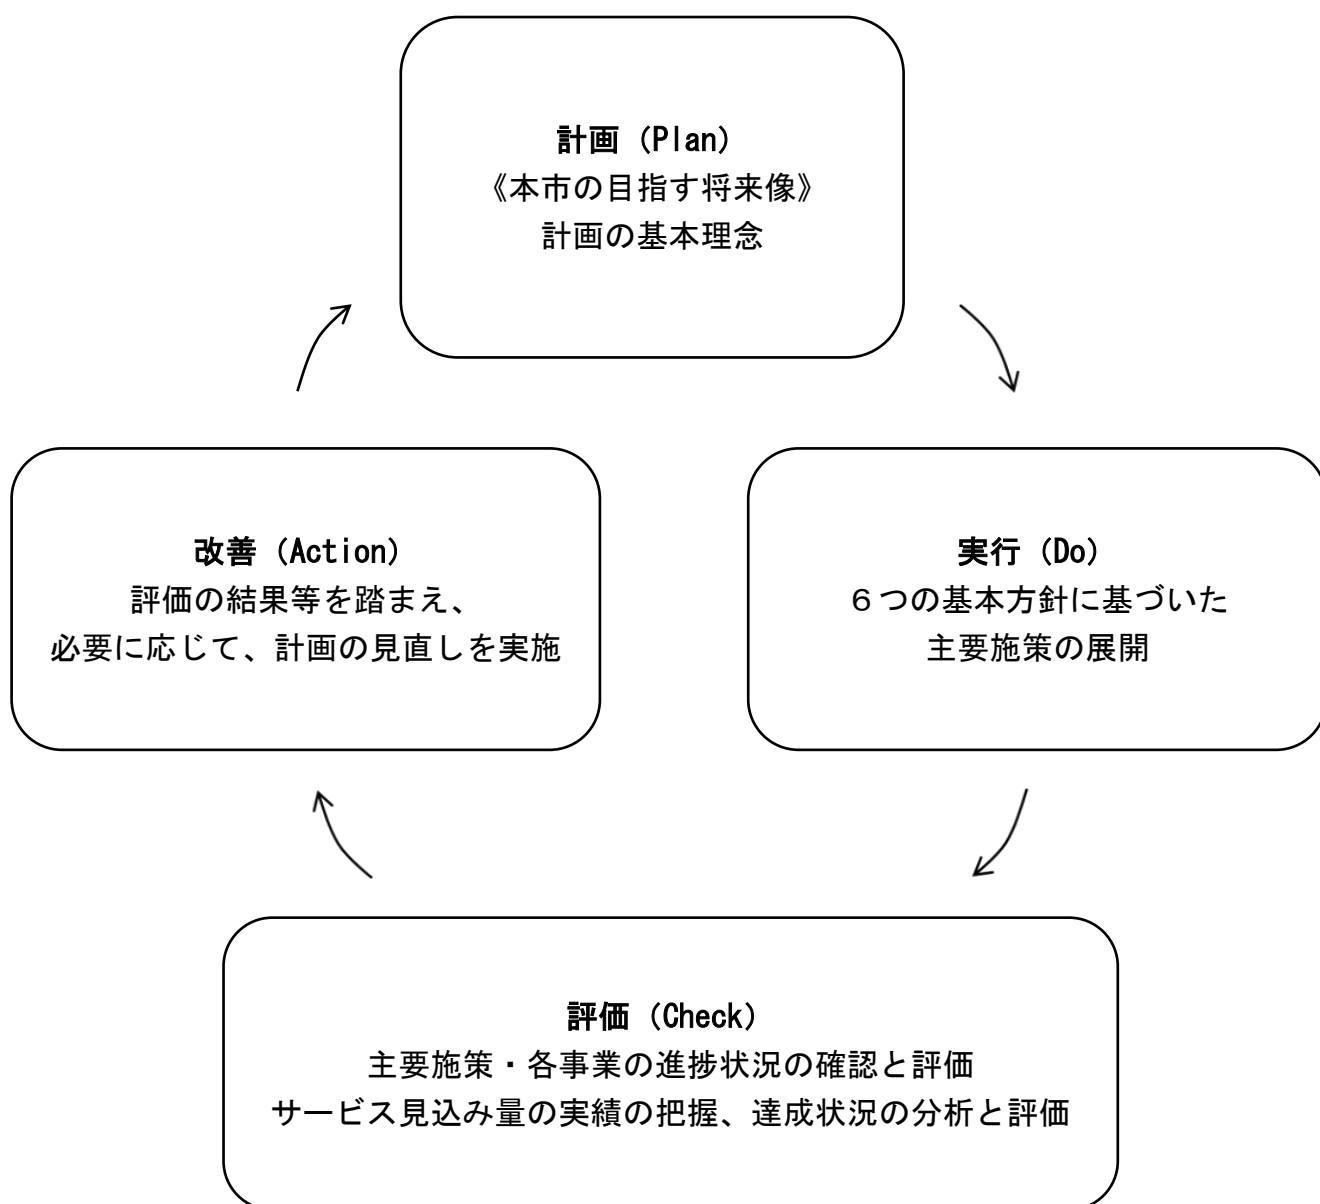 計画（Plan）
《本市の目指す将来像》
計画の基本理念
改善（Action）
評価の結果等を踏まえ、
必要に応じて、計画の見直しを実施
実行（Do）
６つの基本方針に基づいた
主要施策の展開
評価（Check）
主要施策・各事業の進捗状況の確認と評価
サービス見込み量の実績の把握、達成状況の分析と評価